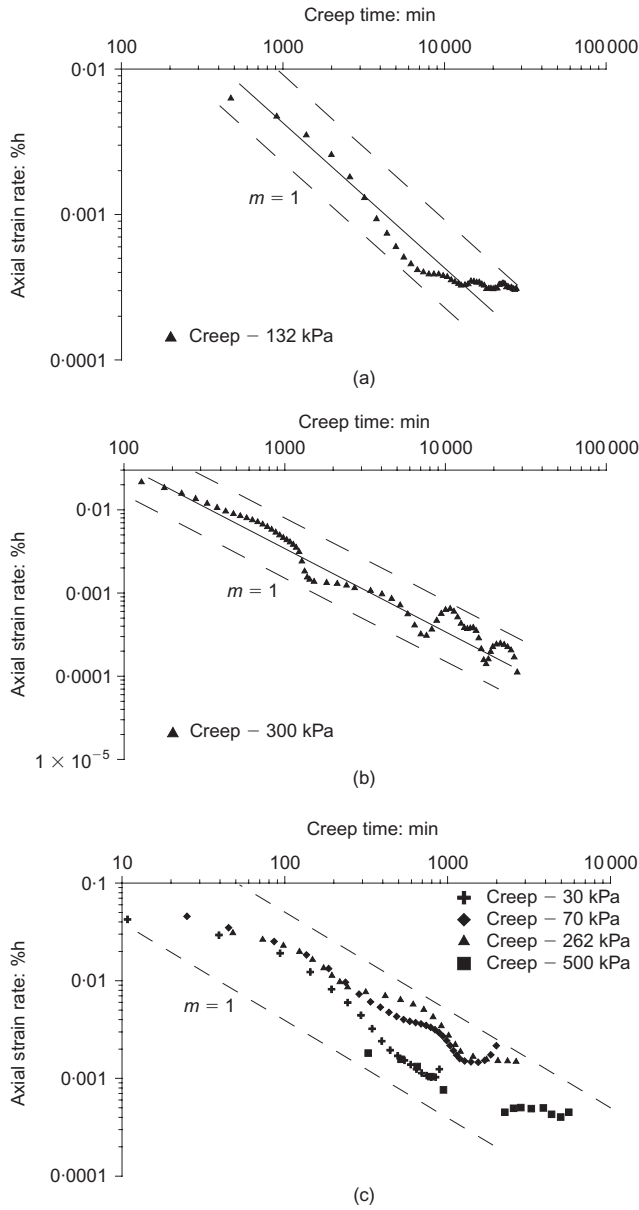 Creep time: min
100 1000 10 000 100 000
0·01
0·001
0·0001
Axial strain rate: %h
m = 1
Creep − 132 kPa
(a)
Creep time: min
100 1000 10 000 100 000
0·01
0·001
0·0001
1 × 10⁻⁵
Axial strain rate: %h
m = 1
Creep − 300 kPa
(b)
Creep time: min
10 100 1000 10 000
0·1
0·01
0·001
0·0001
Axial strain rate: %h
m = 1
Creep − 30 kPa
Creep − 70 kPa
Creep − 262 kPa
Creep − 500 kPa
(c)